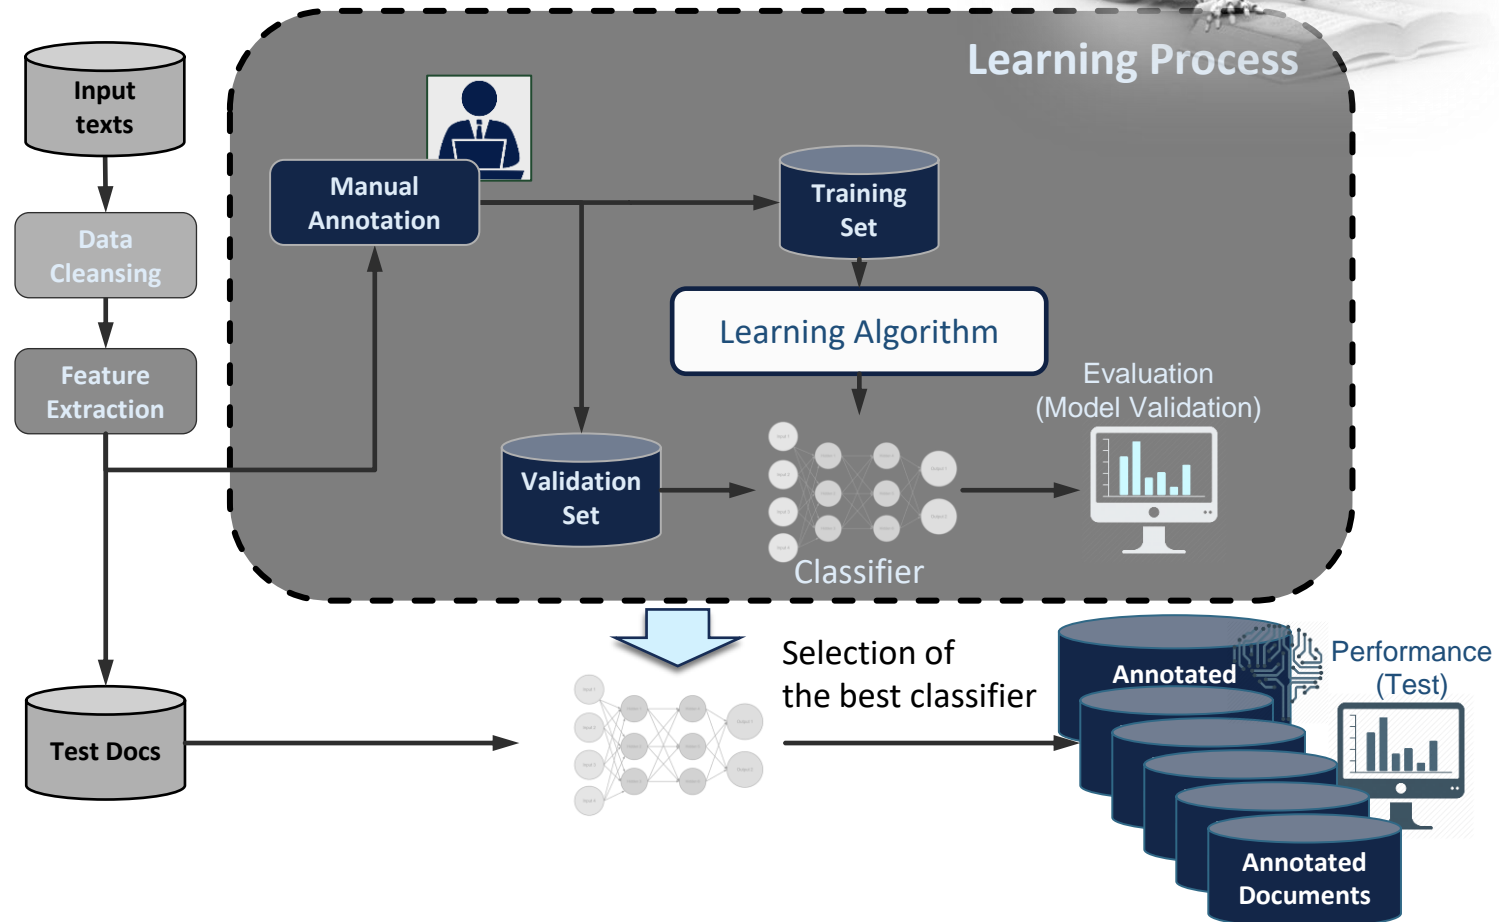 Learning Process
Input
texts
Manual
Annotation
Training
Set
Data
Cleansing
Learning Algorithm
Feature
Extraction
Evaluation
(Model Validation)
Validation
Set
Classifier
Selection of
the best classifier
Annotated
Performance
(Test)
Test Docs
Annotated
Documents